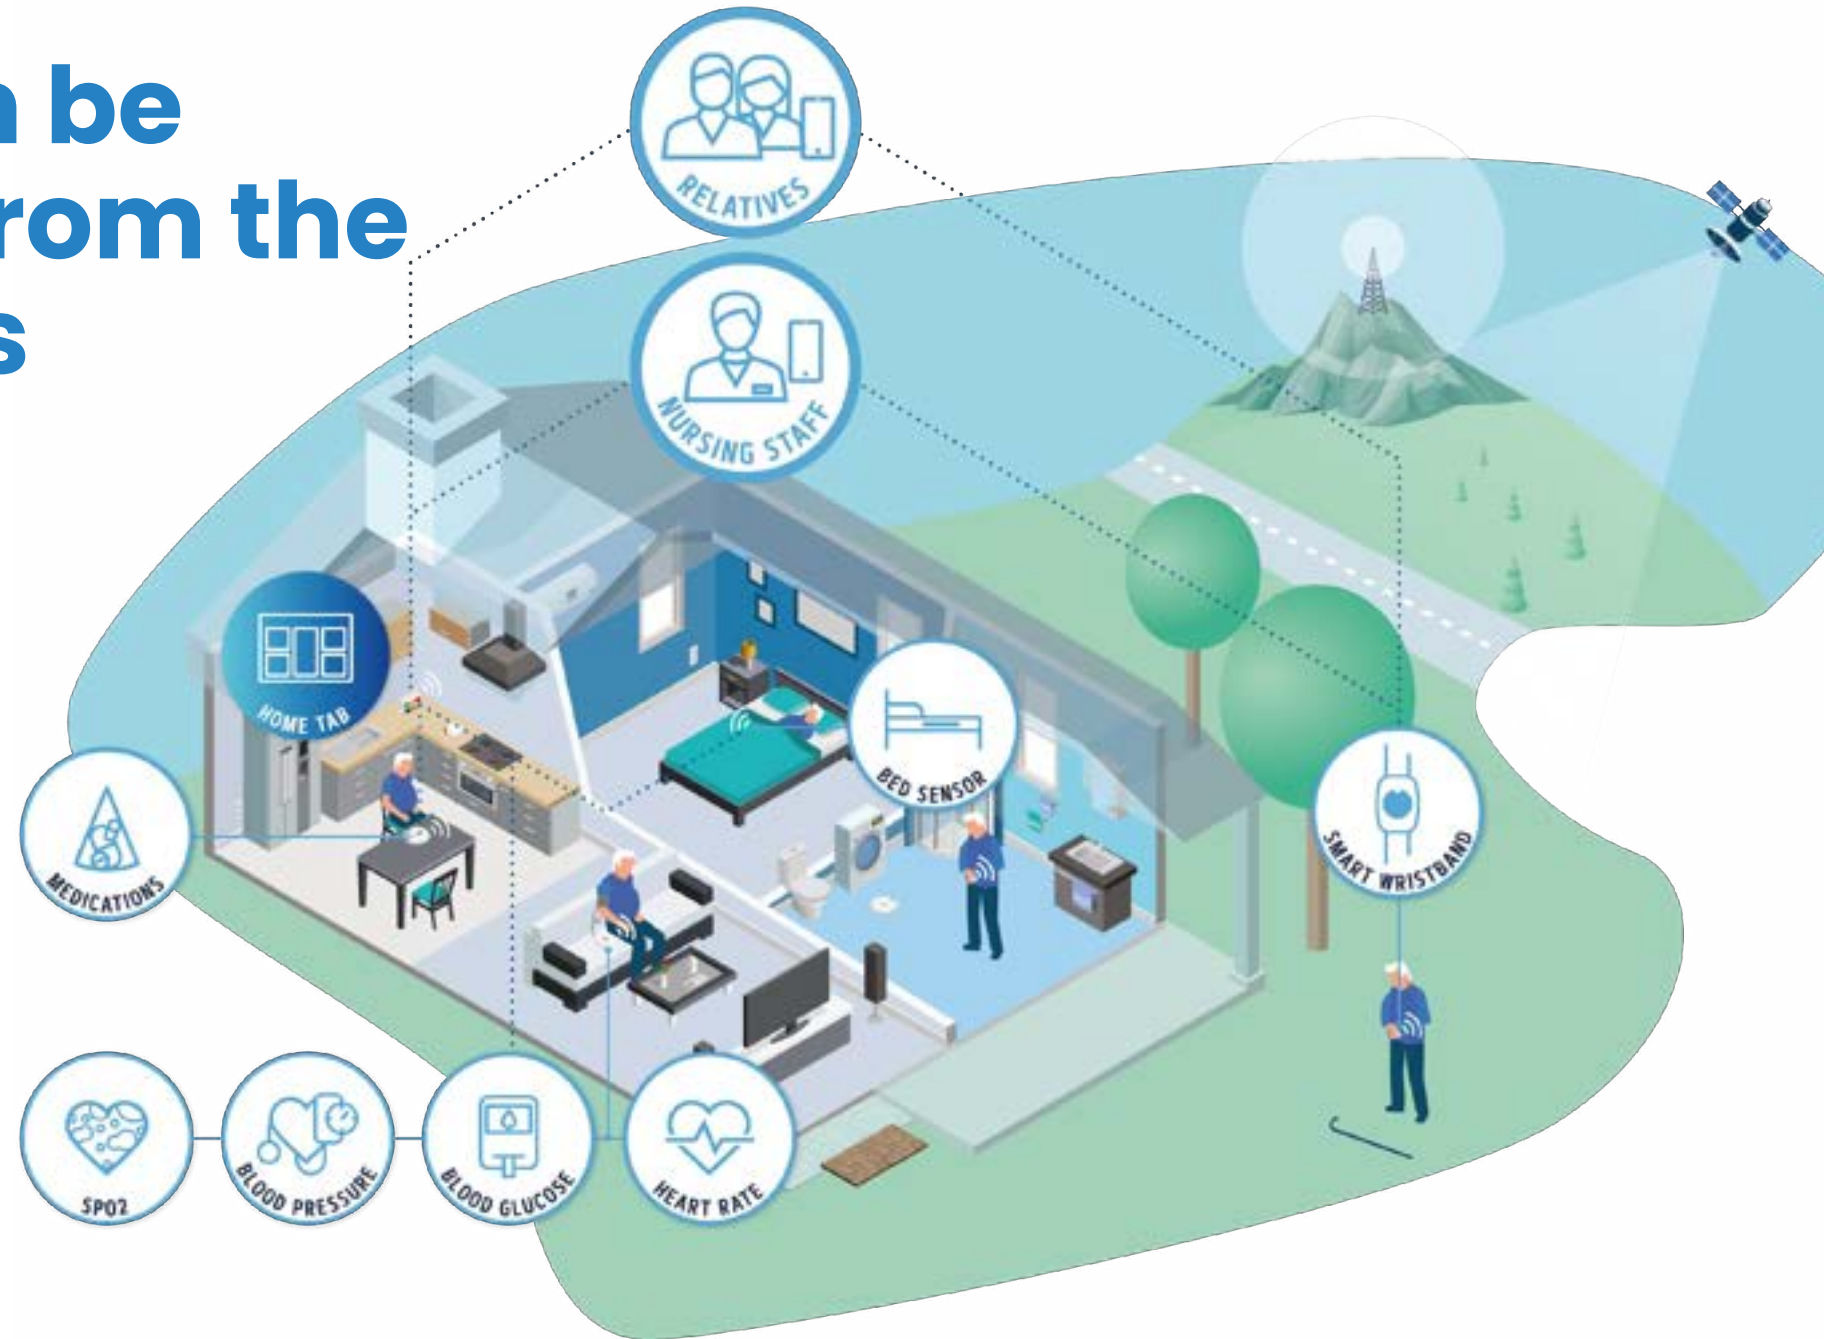 n be
rom the
s
RELATIVES
NURSING STAFF
HOME TAB
BED SENSOR
MEDICATIONS
SMART WRISTBAND
SPO2
BLOOD PRESSURE
BLOOD GLUCOSE
HEART RATE